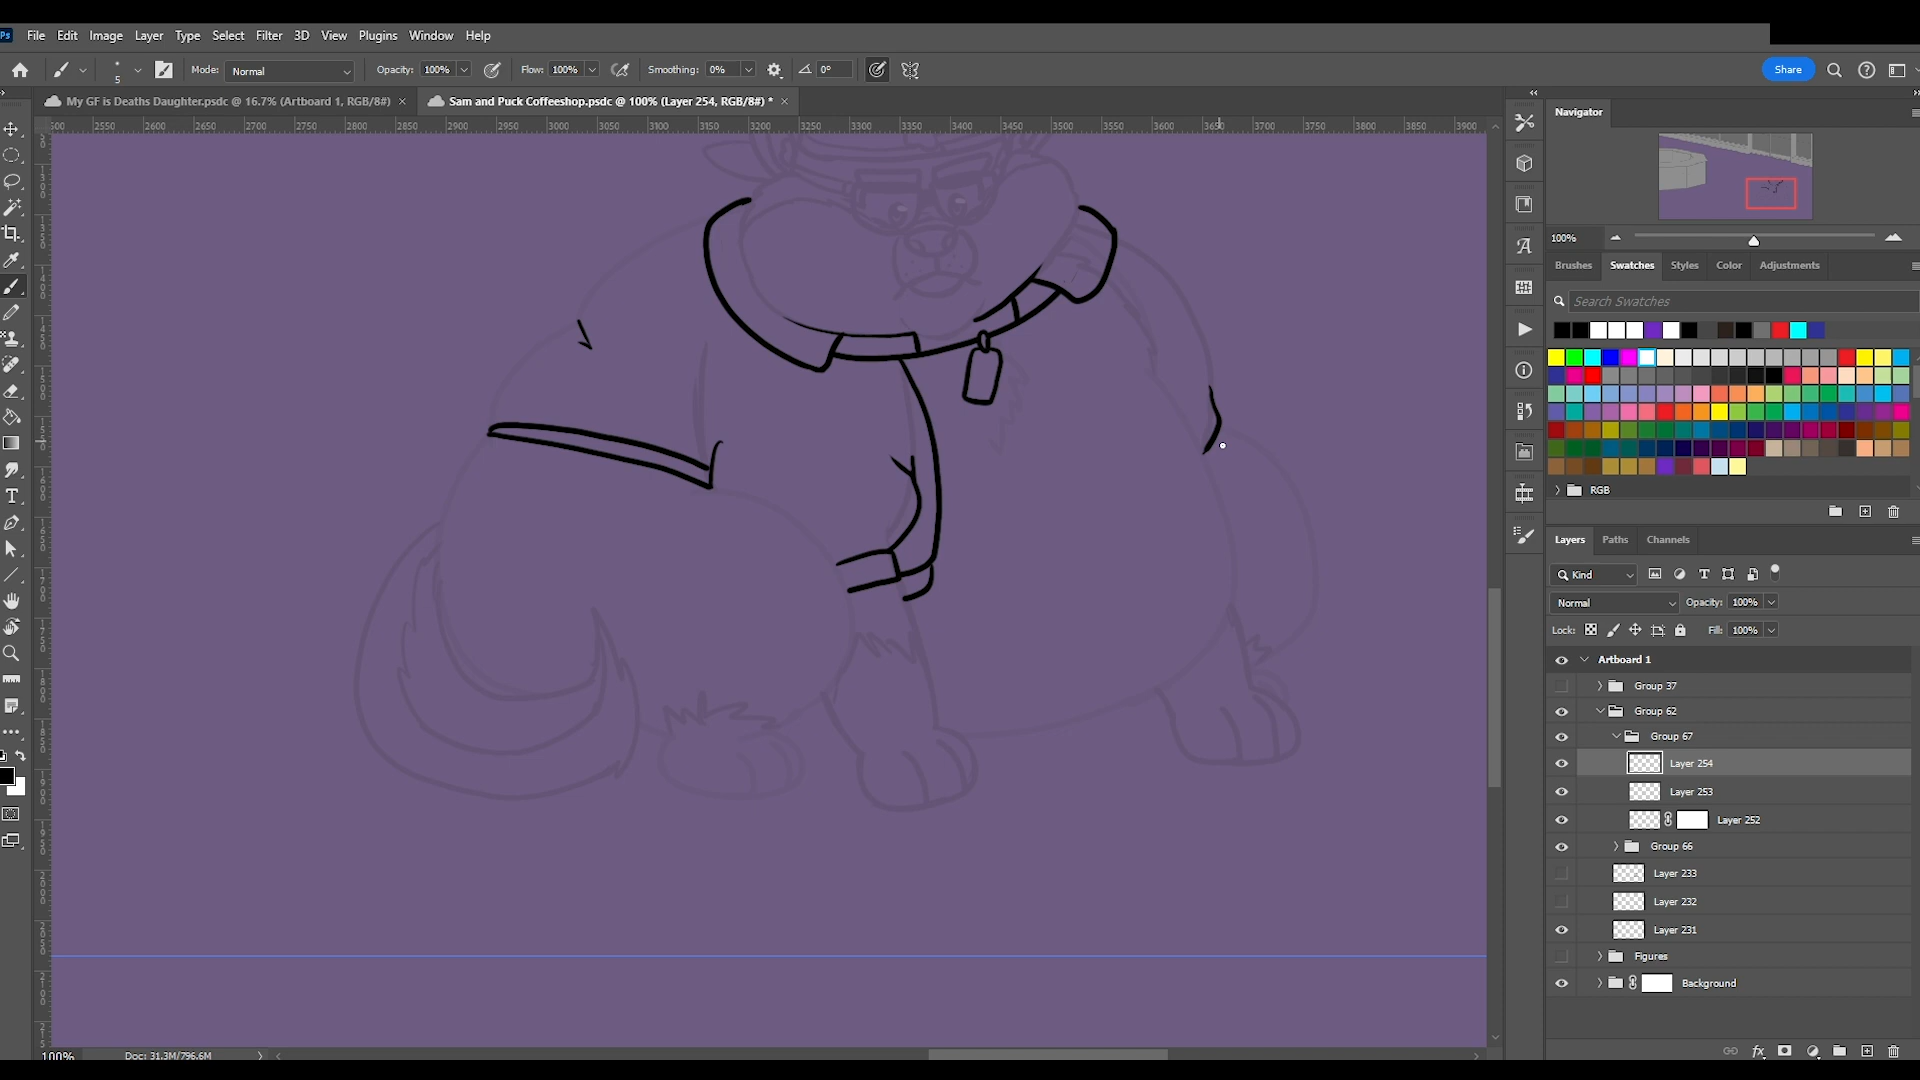 Ps File Edit Image Layer Type Select Filter 3D View Plugins Window Help
5 Mode: Normal Opacity: 100% Flow: 100% Smoothing: 0% 0° Share
My GF is Deaths Daughter.psdc @ 16.7% (Artboard 1, RGB/8#) × Sam and Puck Coffeeshop.psdc @ 100% (Layer 254, RGB/8#) * ×
2550 2600 2650 2700 2750 2800 2850 2900 2950 3000 3050 3100 3150 3200 3250 3300 3350 3400 3450 3500 3550 3600 3650 3700 3750 3800 3850 3900
Navigator
100%
Brushes Swatches Styles Color Adjustments
Search Swatches
RGB
Layers Paths Channels
Kind
Normal Opacity: 100%
Lock: Fill: 100%
Artboard 1
Group 37
Group 62
Group 67
Layer 254
Layer 253
Layer 252
Group 66
Layer 233
Layer 232
Layer 231
Figures
Background
100% Doc: 31.3M/796.6M